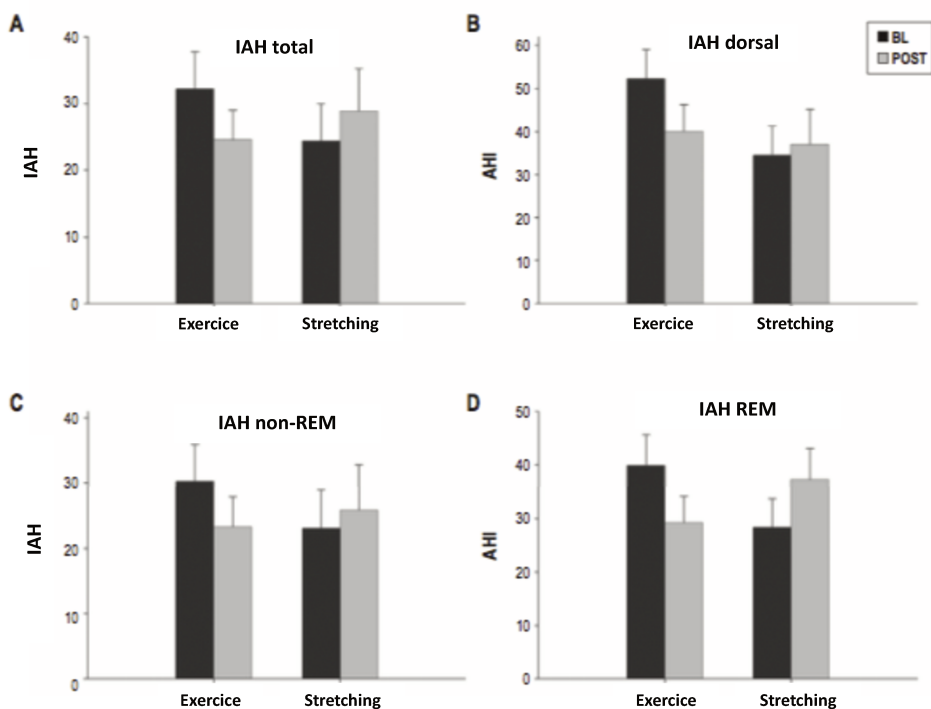 A
IAH total
IAH
40
30
20
10
0
Exercice
Stretching
B
IAH dorsal
BL
POST
AHI
60
50
40
30
20
10
0
Exercice
Stretching
C
IAH non-REM
IAH
40
30
20
10
0
Exercice
Stretching
D
IAH REM
AHI
50
40
30
20
10
0
Exercice
Stretching